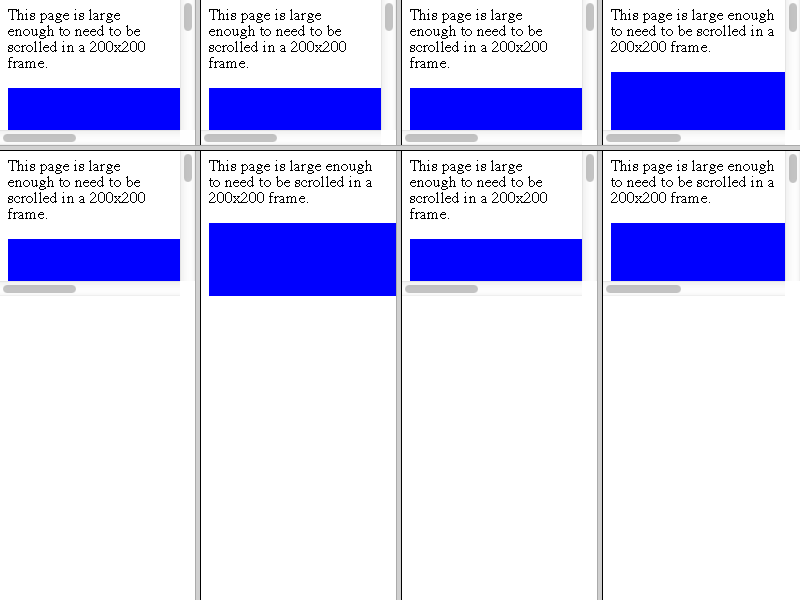 This page is large
enough to need to be
scrolled in a 200x200
frame.
This page is large
enough to need to be
scrolled in a 200x200
frame.
This page is large
enough to need to be
scrolled in a 200x200
frame.
This page is large enough
to need to be scrolled in a
200x200 frame.
This page is large
enough to need to be
scrolled in a 200x200
frame.
This page is large enough
to need to be scrolled in a
200x200 frame.
This page is large
enough to need to be
scrolled in a 200x200
frame.
This page is large enough
to need to be scrolled in a
200x200 frame.